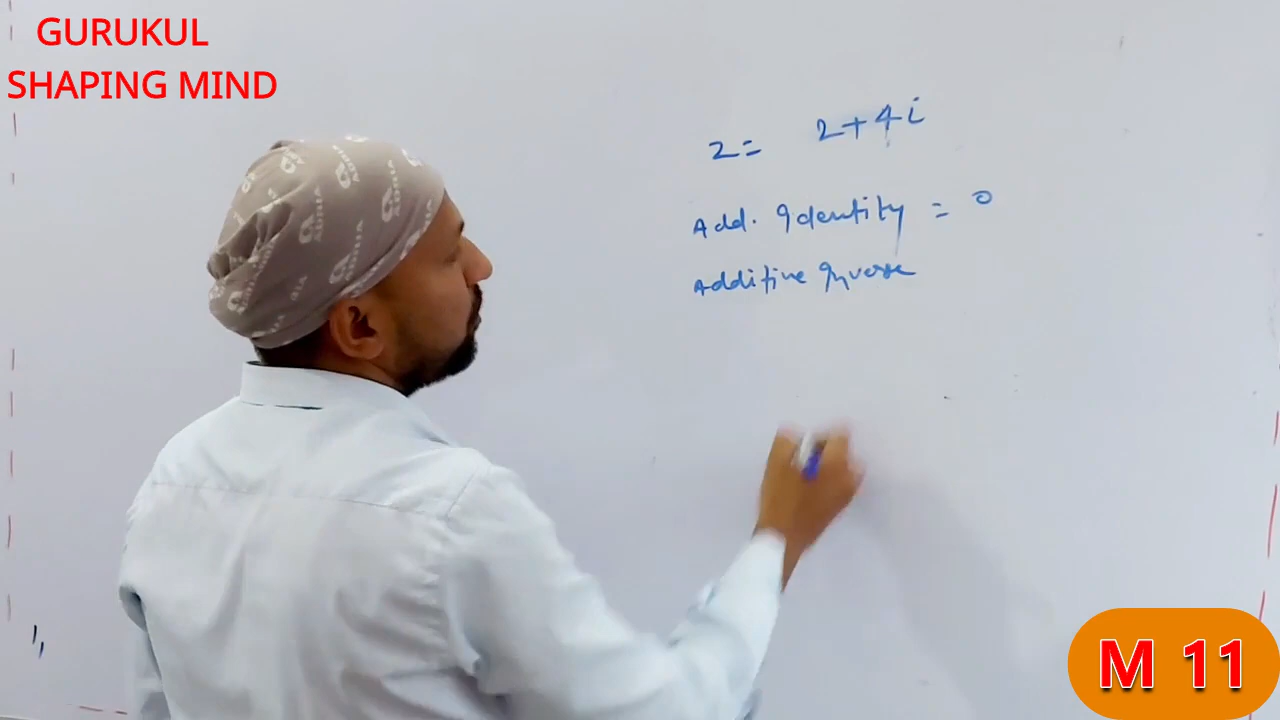 GURUKUL
SHAPING MIND
z = 2+4i
Add. Identity = 0
Additive Inverse
M 11